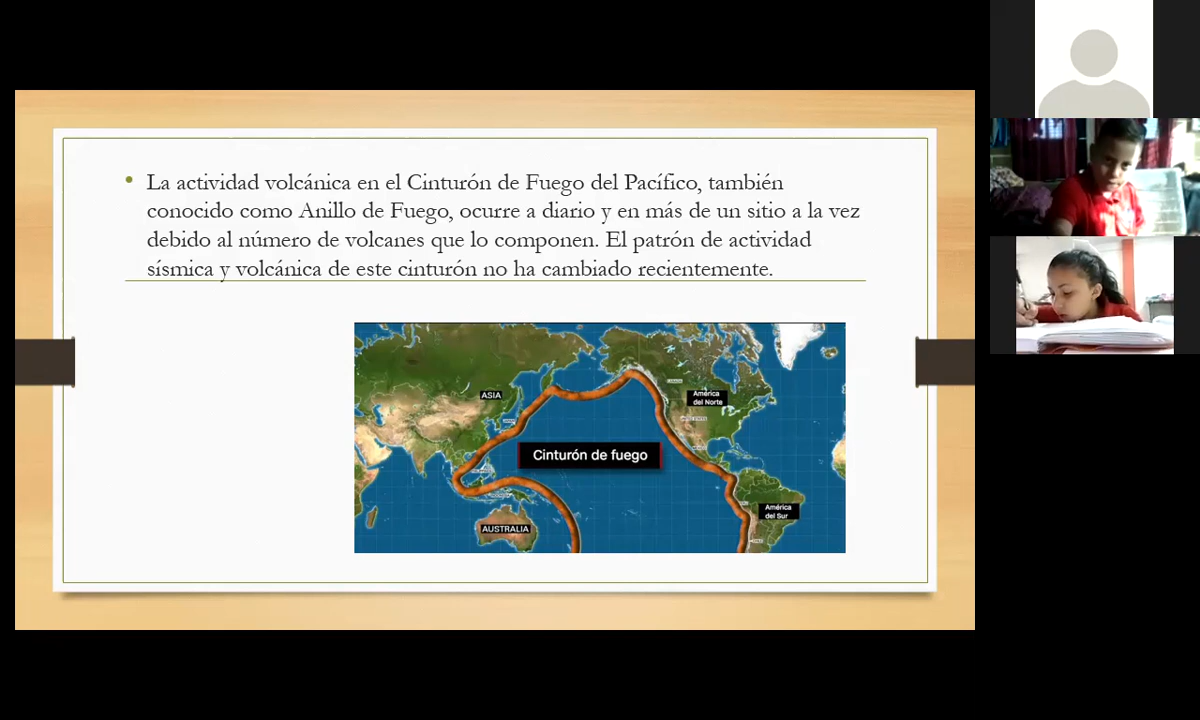 La actividad volcánica en el Cinturón de Fuego del Pacífico, también
conocido como Anillo de Fuego, ocurre a diario y en más de un sitio a la vez
debido al número de volcanes que lo componen. El patrón de actividad
sísmica y volcánica de este cinturón no ha cambiado recientemente.
ASIA
América
del Norte
Cinturón de fuego
América
del Sur
AUSTRALIA